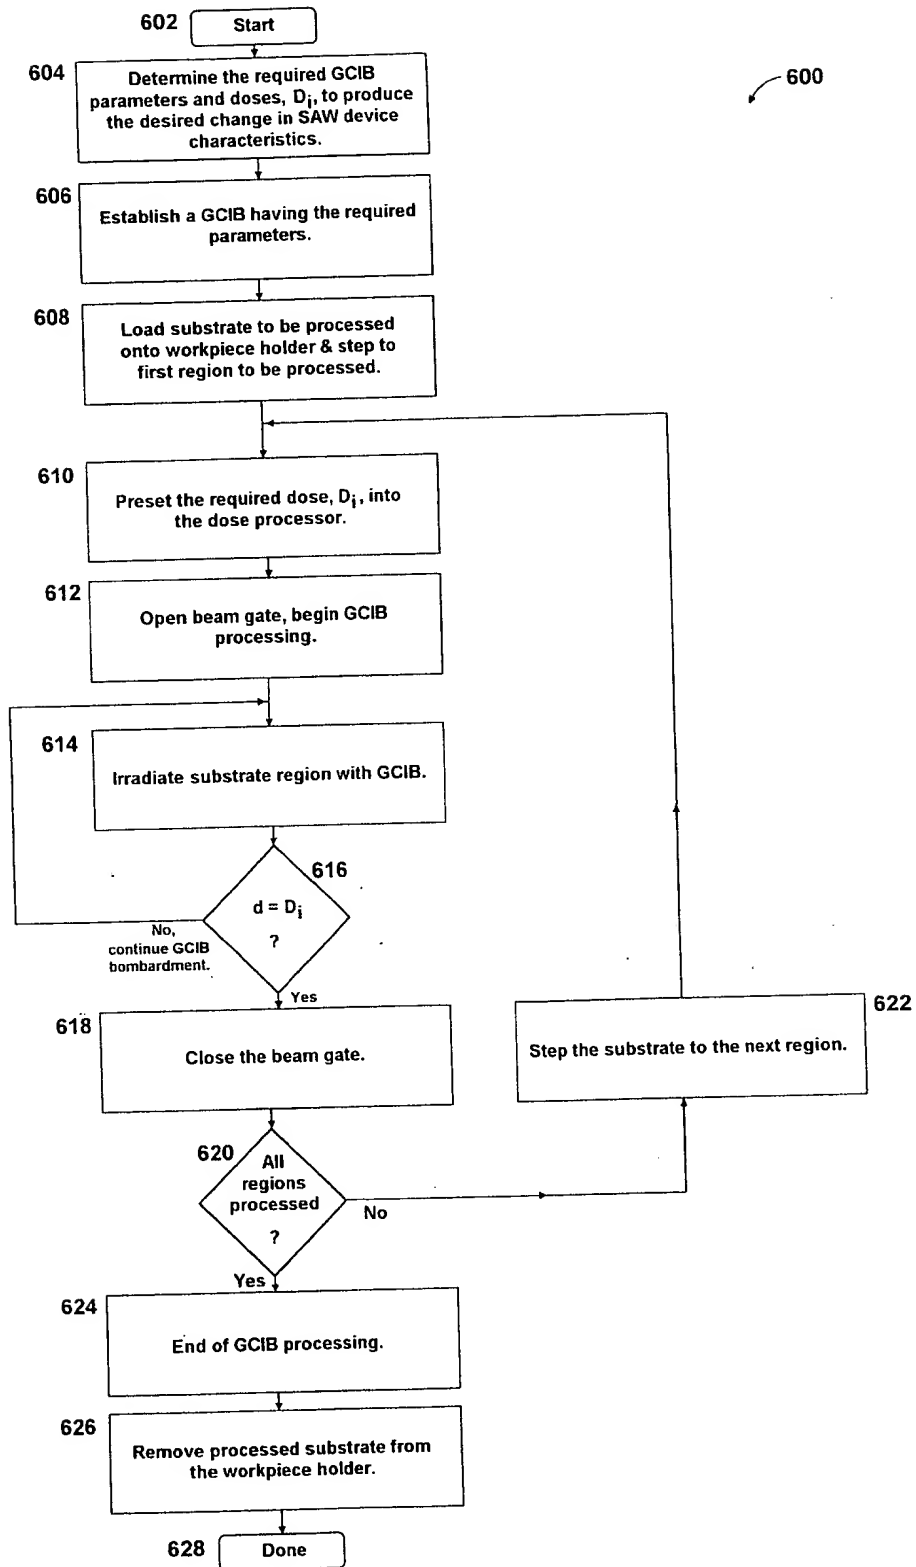 602
Start
604
Determine the required GCIB
parameters and doses, Di, to produce
the desired change in SAW device
characteristics.
600
606
Establish a GCIB having the required
parameters.
608
Load substrate to be processed
onto workpiece holder & step to
first region to be processed.
610
Preset the required dose, Di, into
the dose processor.
612
Open beam gate, begin GCIB
processing.
614
Irradiate substrate region with GCIB.
616
d = Di
?
No,
continue GCIB
bombardment.
Yes
618
Close the beam gate.
622
Step the substrate to the next region.
620
All
regions
processed
?
No
Yes
624
End of GCIB processing.
626
Remove processed substrate from
the workpiece holder.
628
Done